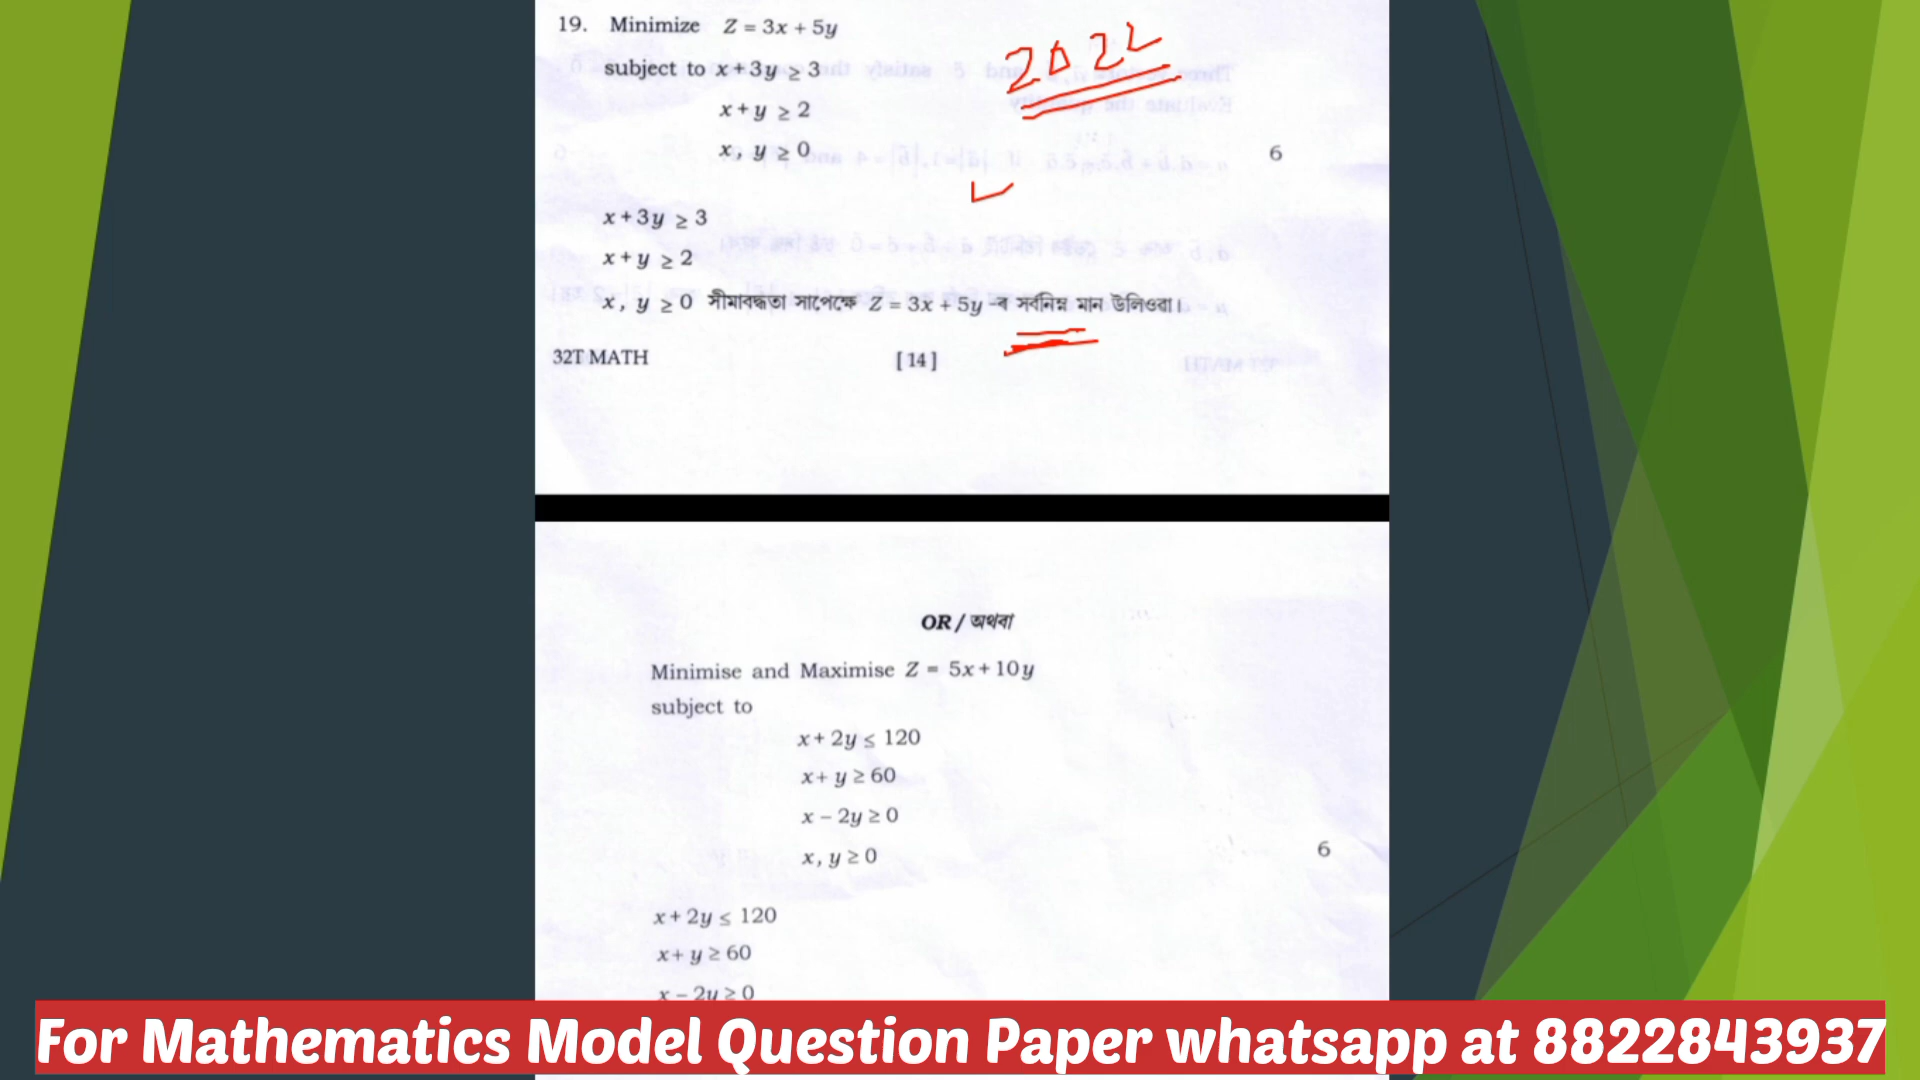 19. Minimize Z = 3x + 5y
subject to x + 3y ≥ 3
x + y ≥ 2
x, y ≥ 0
6
2022
x + 3y ≥ 3
x + y ≥ 2
x, y ≥ 0 সীমাবদ্ধতা সাপেক্ষে Z = 3x + 5y -ৰ সৰ্বনিম্ন মান উলিওৱা।
32T MATH
[ 14 ]
OR / অথবা
Minimise and Maximise Z = 5x + 10y
subject to
x + 2y ≤ 120
x + y ≥ 60
x − 2y ≥ 0
x, y ≥ 0
6
x + 2y ≤ 120
x + y ≥ 60
x − 2y ≥ 0
For Mathematics Model Question Paper whatsapp at 8822843937